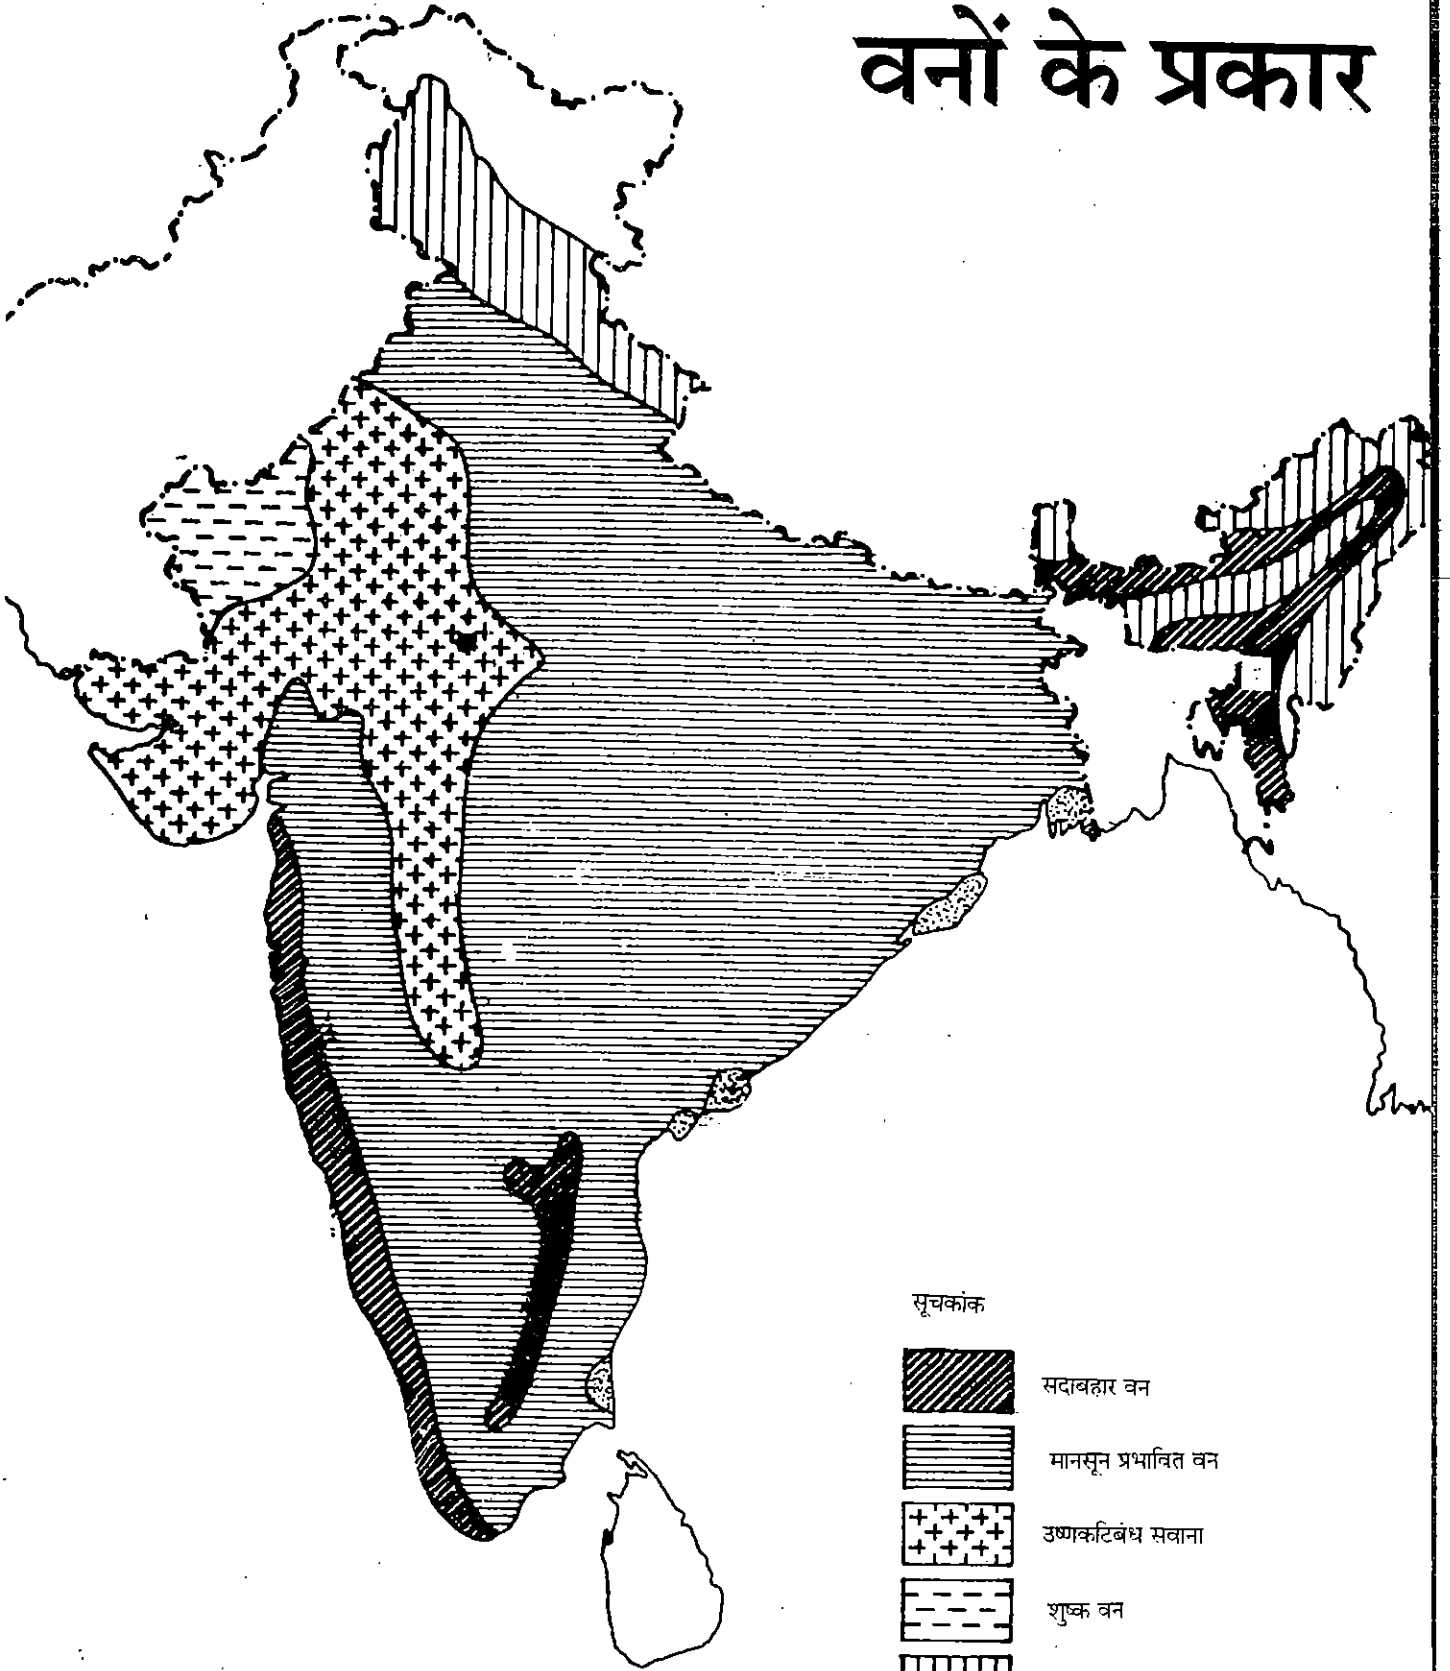 वनों के प्रकार
सूचकांक
सदाबहार वन
मानसून प्रभावित वन
उष्णकटिबंध सवाना
शुष्क वन